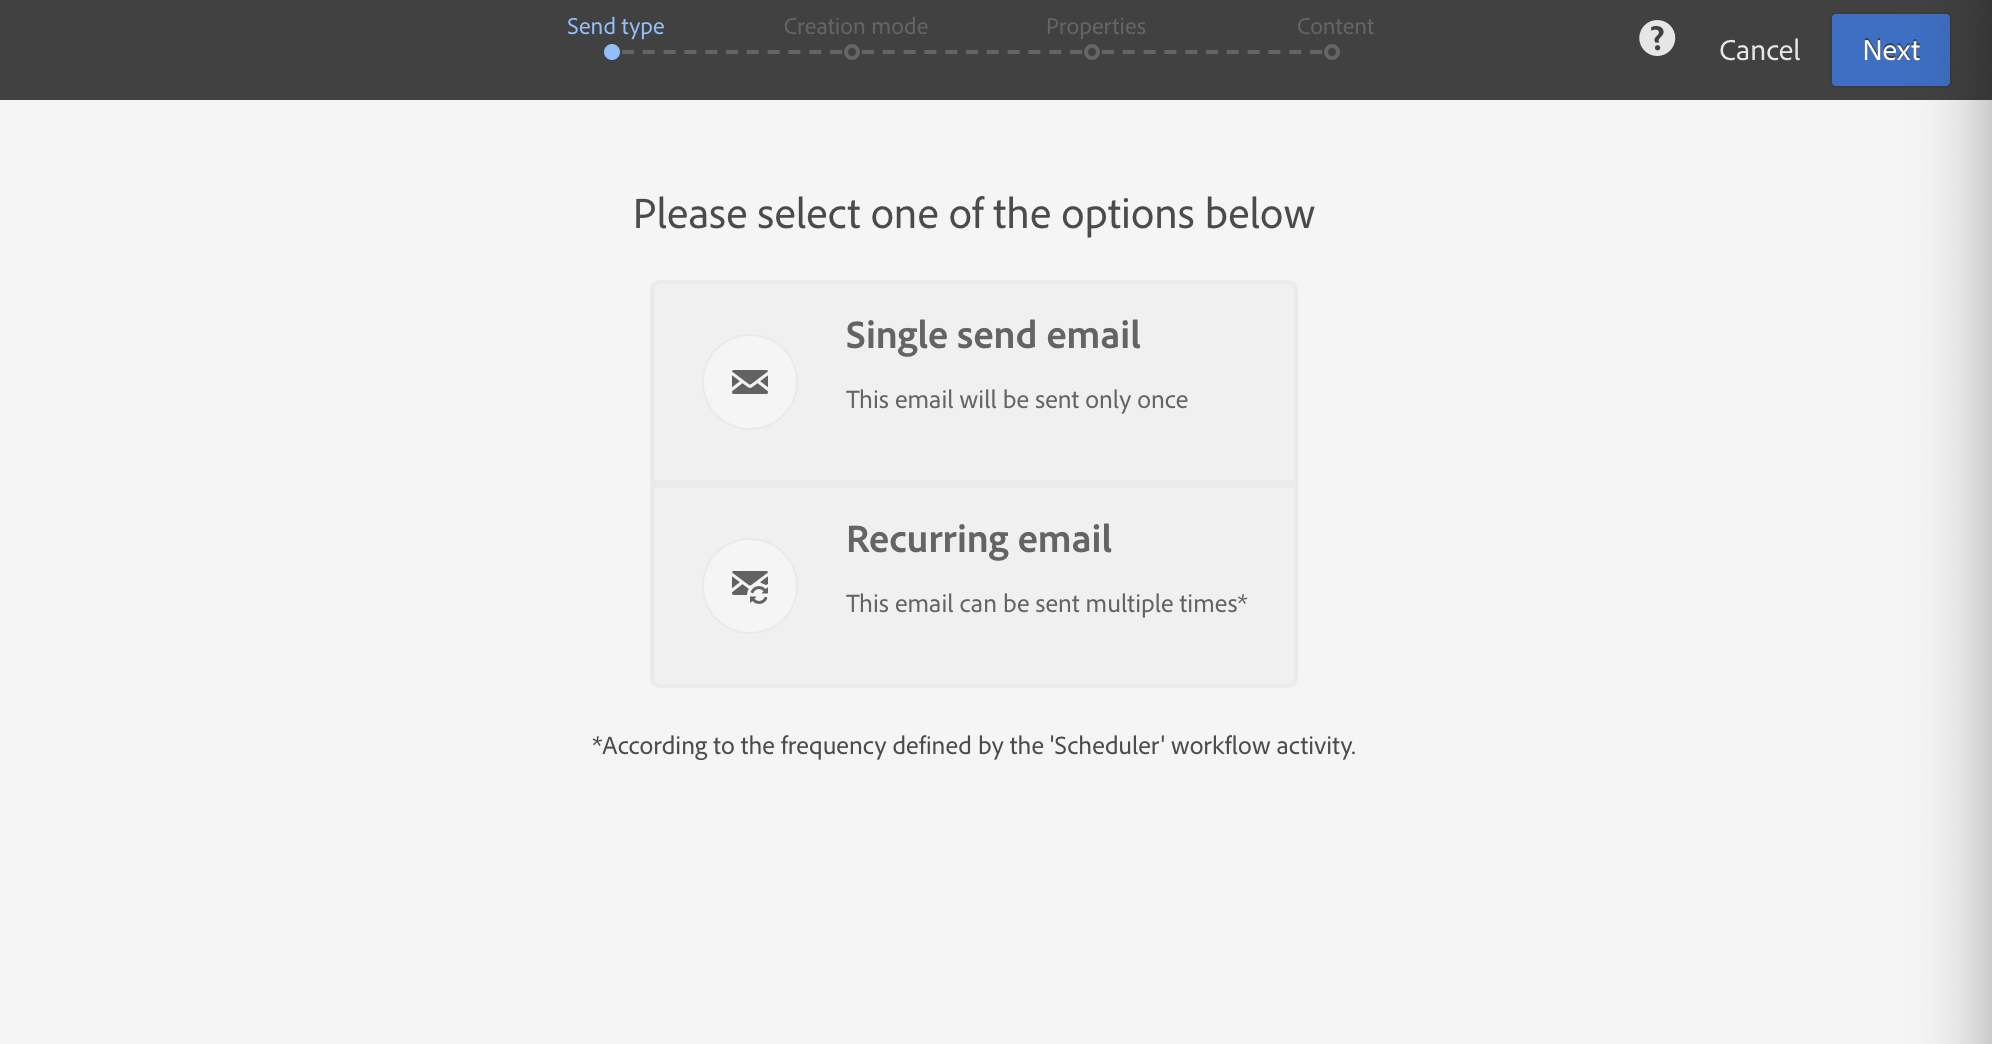 Send type
Creation mode
Properties
Content
?
Cancel
Next
Please select one of the options below
Single send email
This email will be sent only once
Recurring email
This email can be sent multiple times*
*According to the frequency defined by the 'Scheduler' workflow activity.